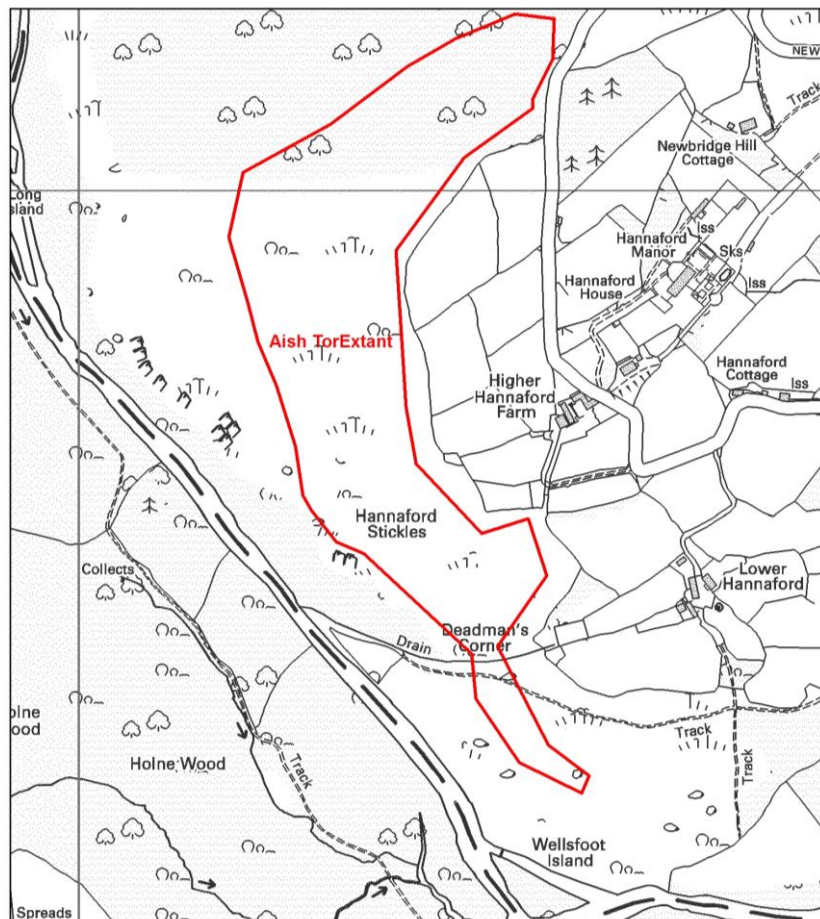 NEW
Track
Newbridge Hill
Cottage
Long
Island
Iss
Hannaford
Manor
Sks
Hannaford
House
Iss
Aish TorExtant
Higher
Hannaford
Farm
Hannaford
Cottage
Iss
Hannaford
Stickles
Collects
Lower
Hannaford
Deadman's
Corner
Drain
olne
ood
Holne Wood
Track
Track
Track
Wellsfoot
Island
Spreads